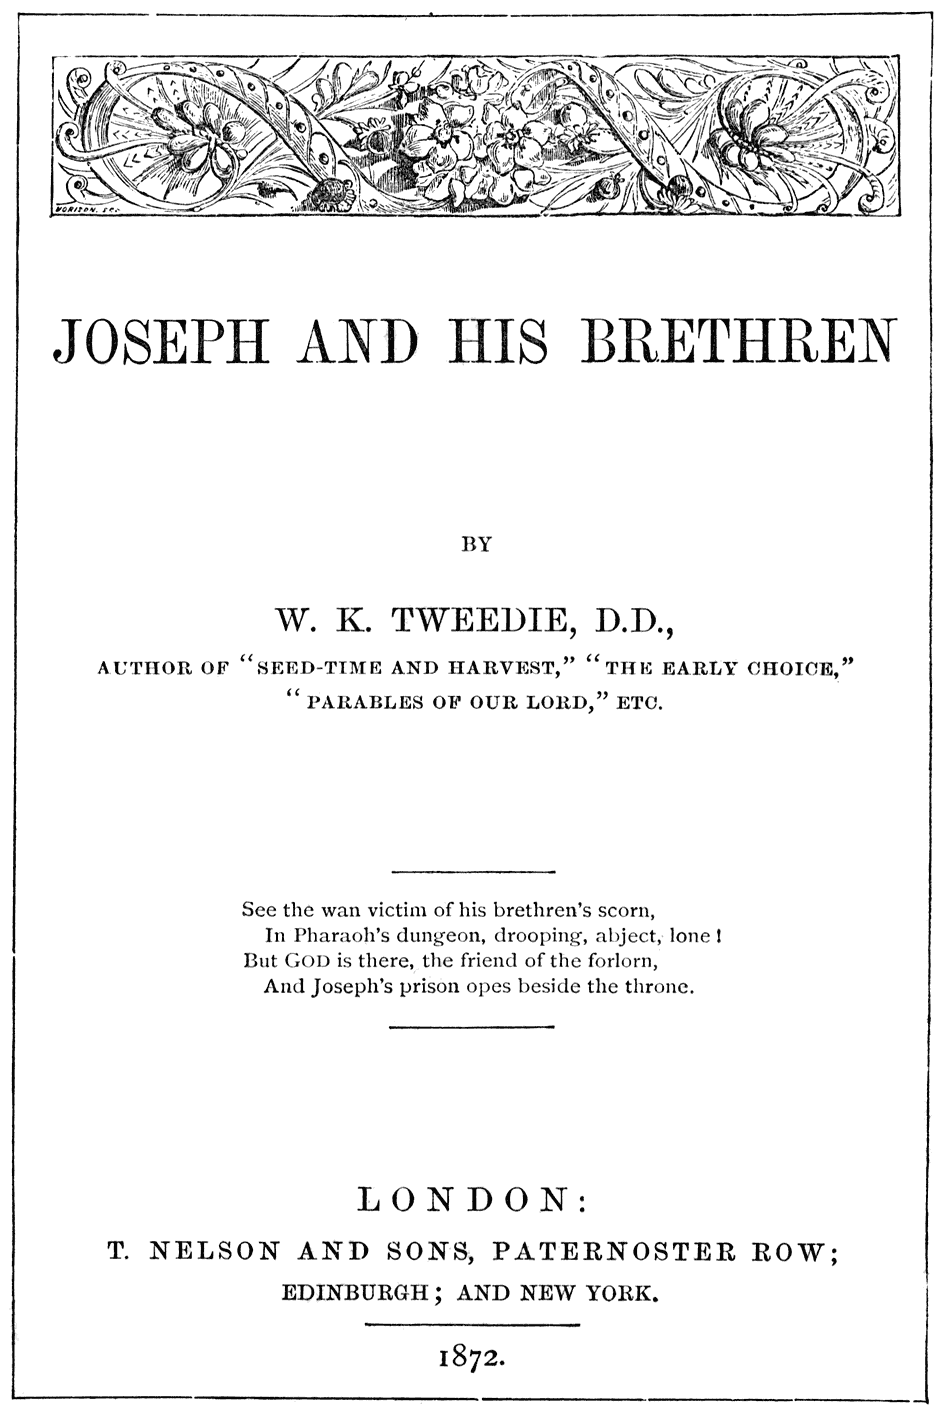 JOSEPH AND HIS BRETHREN
BY
W. K. TWEEDIE, D.D.,
AUTHOR OF “SEED-TIME AND HARVEST,” “THE EARLY CHOICE,”
“PARABLES OF OUR LORD,” ETC.
See the wan victim of his brethren’s scorn,
In Pharaoh’s dungeon, drooping, abject, lone!
But GOD is there, the friend of the forlorn,
And Joseph’s prison opes beside the throne.
LONDON:
T. NELSON AND SONS, PATERNOSTER ROW;
EDINBURGH; AND NEW YORK.
1872.